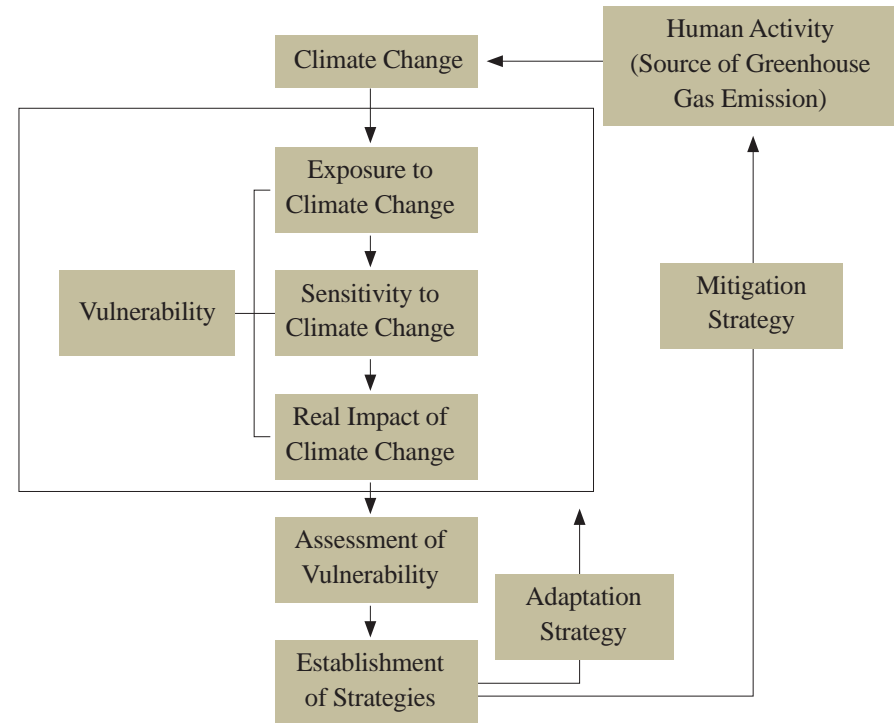 Human Activity
(Source of Greenhouse
Gas Emission)
Climate Change
Exposure to
Climate Change
Vulnerability
Sensitivity to
Climate Change
Mitigation
Strategy
Real Impact of
Climate Change
Assessment of
Vulnerability
Adaptation
Strategy
Establishment
of Strategies